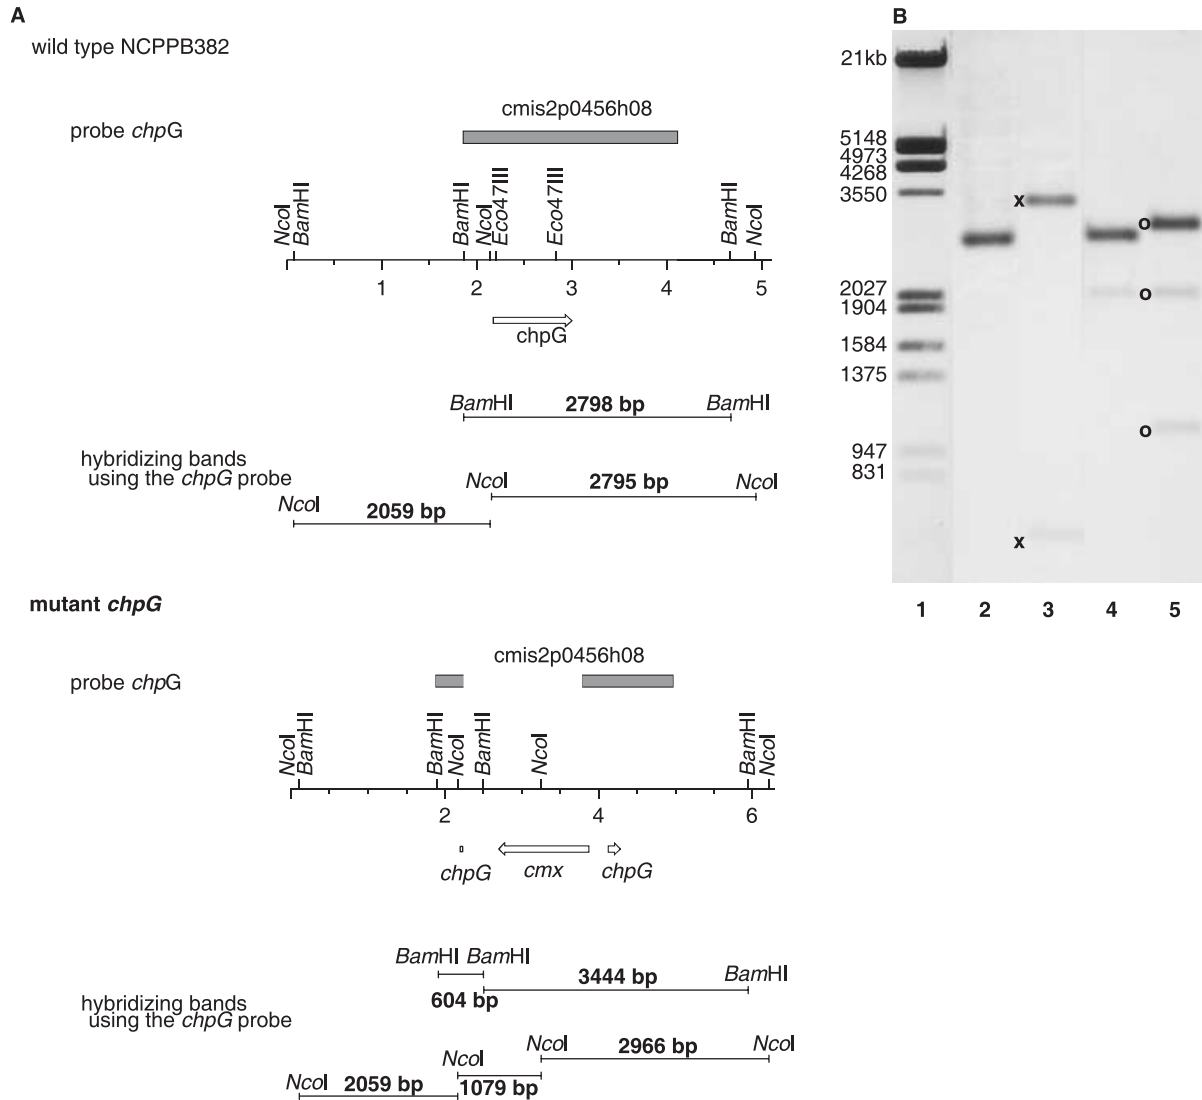 A
wild type NCPPB382
cmis2p0456h08
probe chpG
NcoI
BamHI
BamHI
NcoI
Eco47III
Eco47III
BamHI
NcoI
1 2 3 4 5
chpG
BamHI 2798 bp BamHI
hybridizing bands
using the chpG probe
NcoI 2795 bp NcoI
NcoI 2059 bp
mutant chpG
cmis2p0456h08
probe chpG
NcoI
BamHI
BamHI
NcoI
BamHI
NcoI
BamHI
NcoI
2 4 6
chpG cmx chpG
BamHI BamHI 3444 bp BamHI
604 bp
hybridizing bands
using the chpG probe
NcoI 2966 bp NcoI
NcoI
NcoI 2059 bp 1079 bp
B
21kb
5148
4973
4268
3550
2027
1904
1584
1375
947
831
x
x
o
o
o
1 2 3 4 5